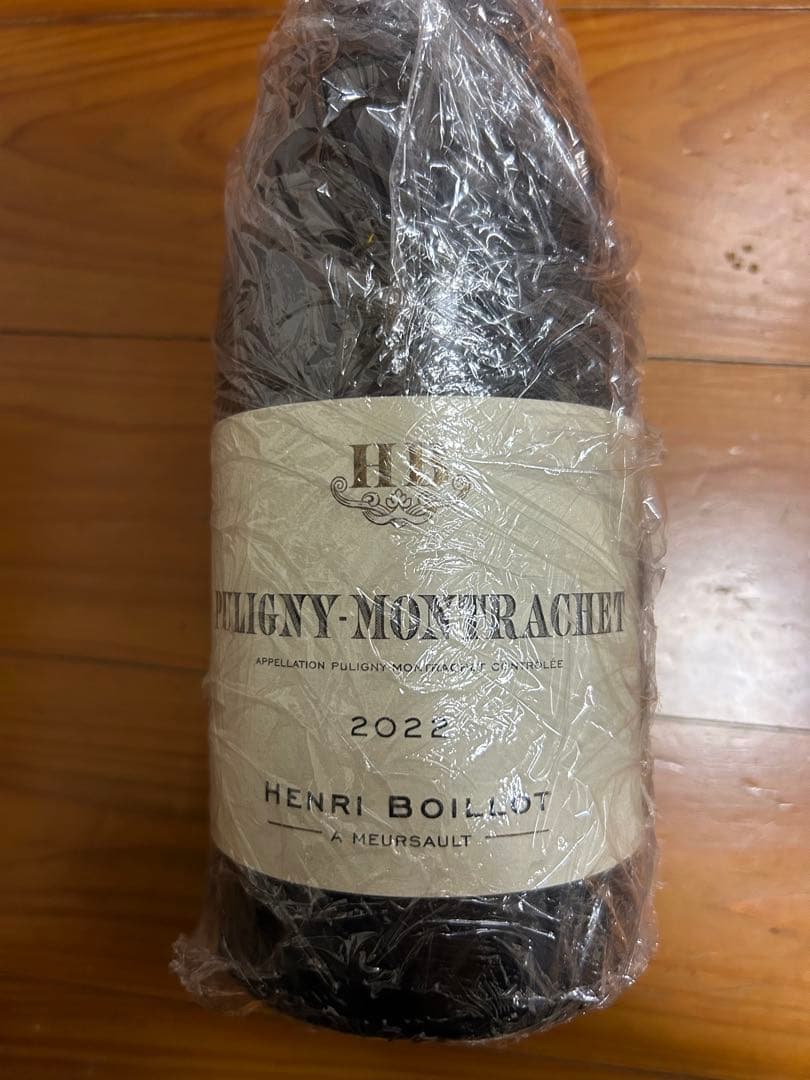 HB
PULIGNY-MONTRACHET
APPELLATION PULIGNY-MONTRACHET CONTRÔLÉE
2022
HENRI BOILLOT
A MEURSAULT